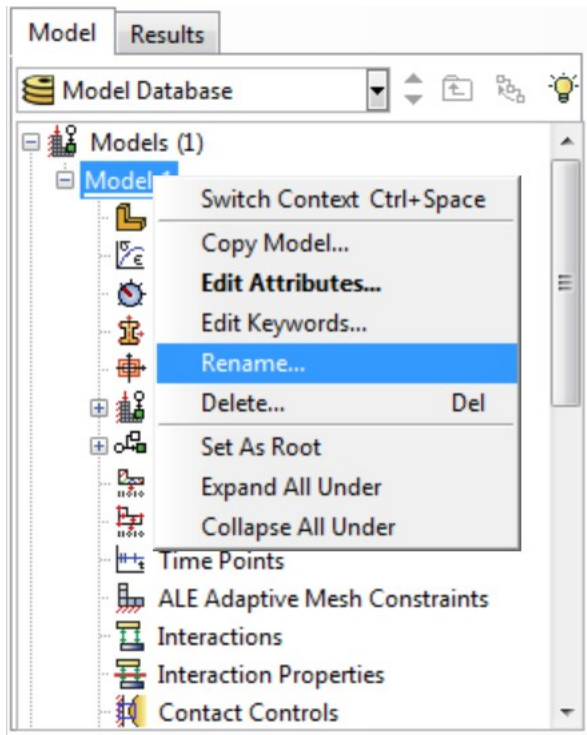 Model Results
Model Database
Models (1)
Model-1
Switch Context Ctrl+Space
Copy Model...
Edit Attributes...
Edit Keywords...
Rename...
Delete... Del
Set As Root
Expand All Under
Collapse All Under
Time Points
ALE Adaptive Mesh Constraints
Interactions
Interaction Properties
Contact Controls